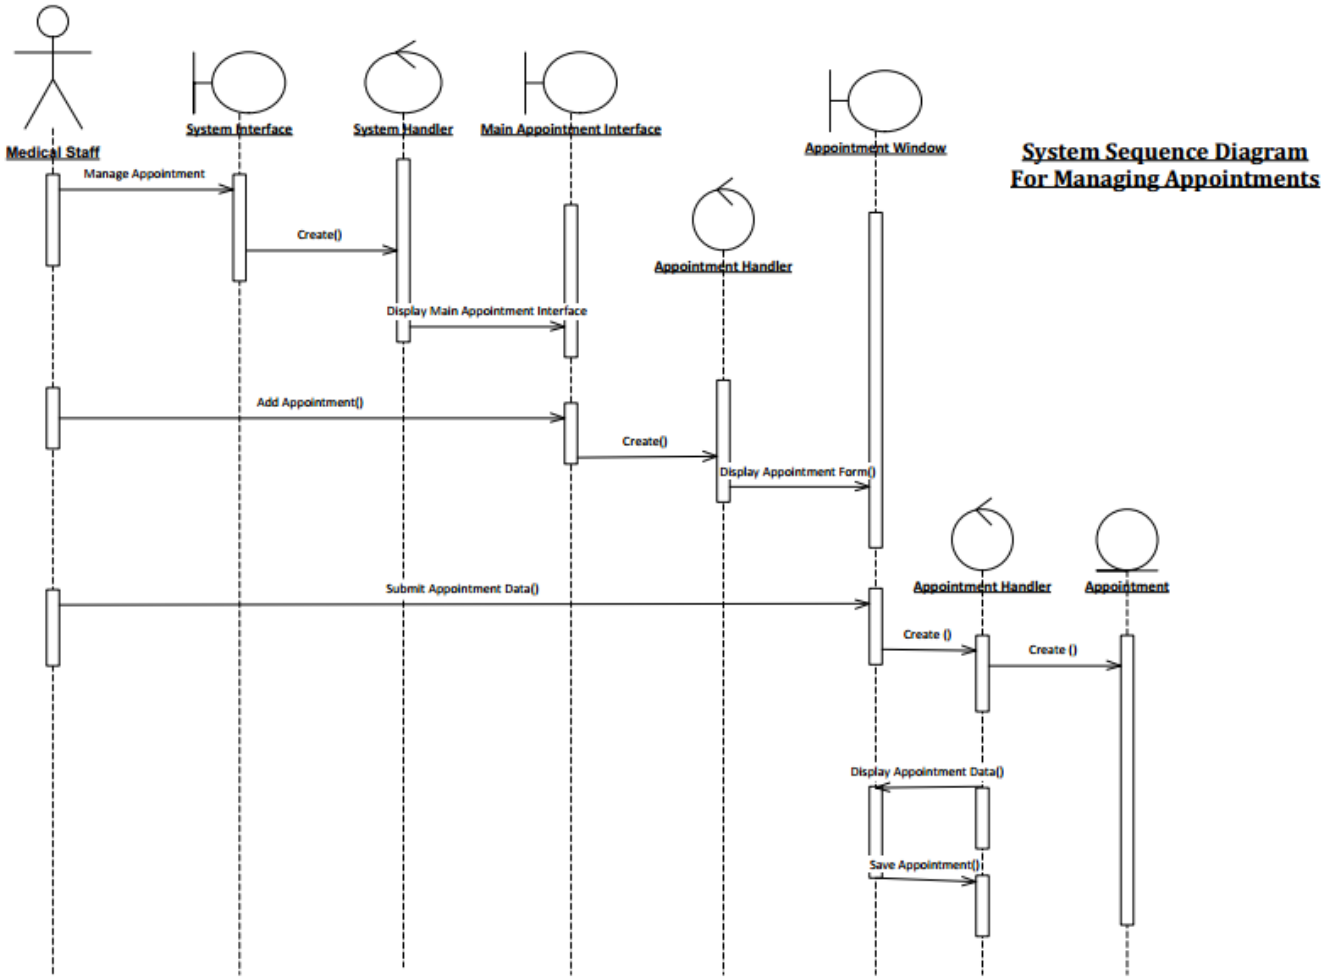 System Interface
System Handler
Main Appointment Interface
Appointment Window
Medical Staff
System Sequence Diagram
For Managing Appointments
Manage Appointment
Create()
Appointment Handler
Display Main Appointment Interface
Add Appointment()
Create()
Display Appointment Form()
Submit Appointment Data()
Appointment Handler
Appointment
Create ()
Create ()
Display Appointment Data()
Save Appointment()